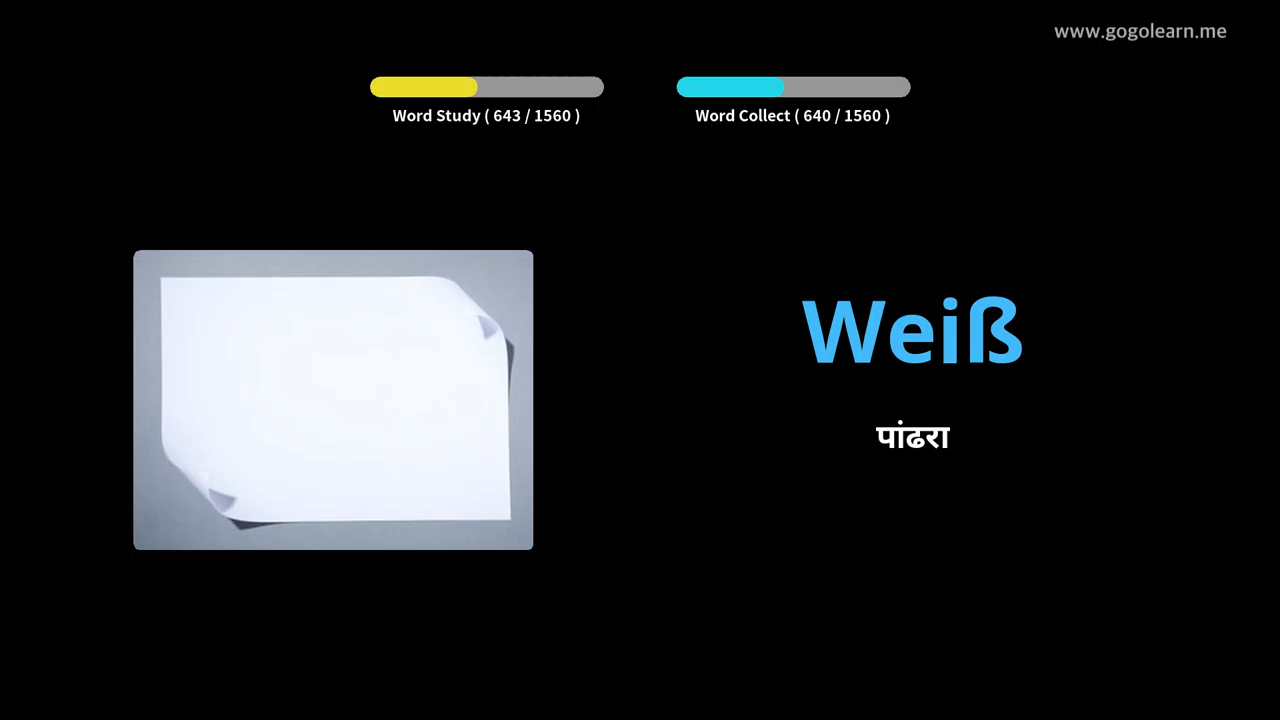 www.gogolearn.me
Word Study ( 643 / 1560 )
Word Collect ( 640 / 1560 )
Weiß
पांढरा